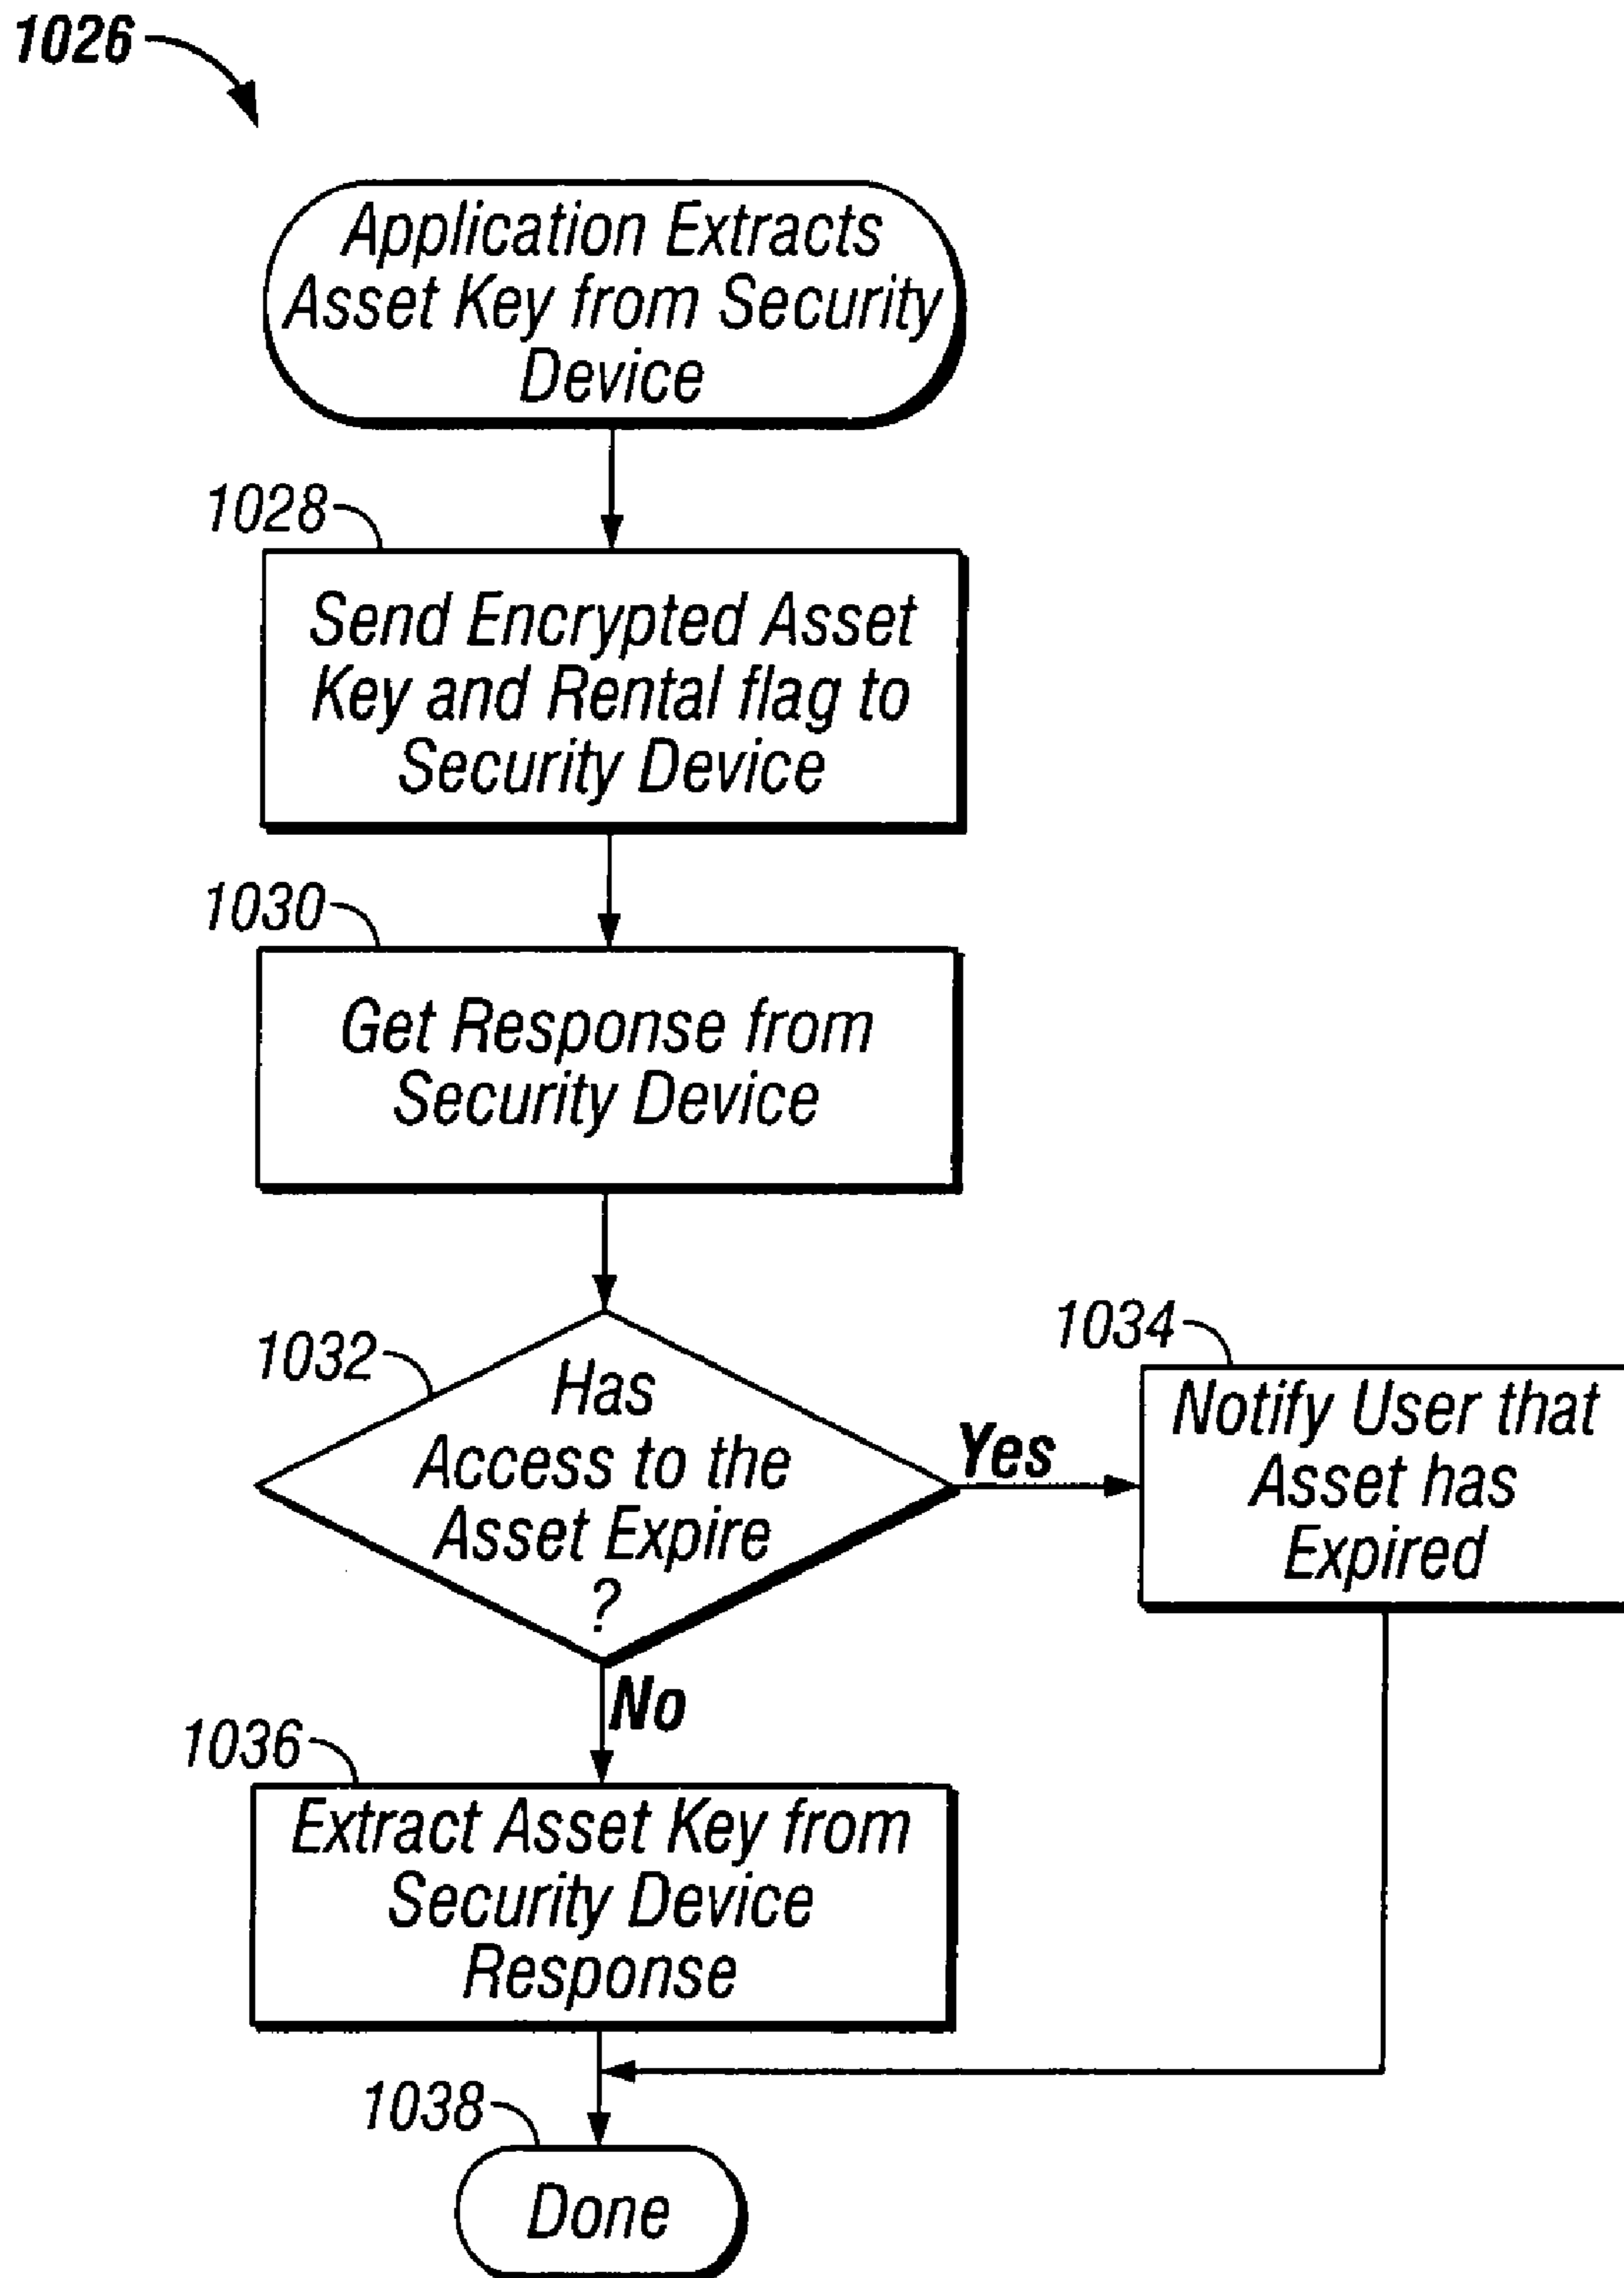 1026
Application Extracts
Asset Key from Security
Device
1028
Send Encrypted Asset
Key and Rental flag to
Security Device
1030
Get Response from
Security Device
1032
Has
Access to the
Asset Expire
?
Yes
1034
Notify User that
Asset has
Expired
No
1036
Extract Asset Key from
Security Device
Response
1038
Done